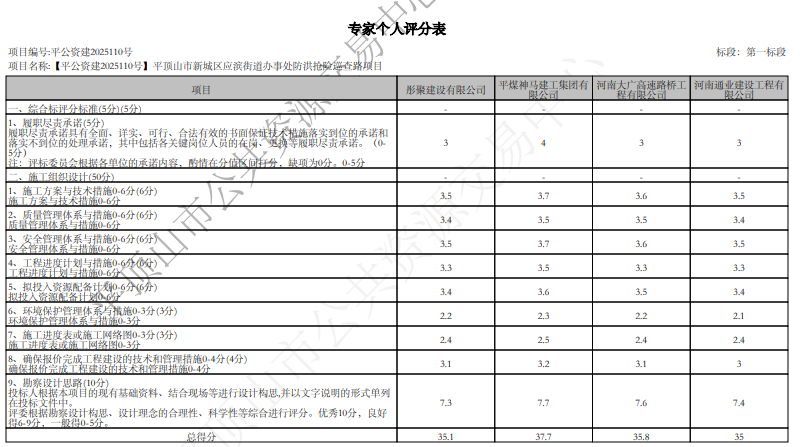 专家个人评分表
项目编号:平公资建2025110号 标段：第一标段
项目名称:【平公资建2025110号】平顶山市新城区应滨街道办事处防洪抢险巡查路项目
项目 彤聚建设有限公司 平煤神马建工集团有限公司 河南大广高速路桥工程有限公司 河南通业建设工程有限公司
一、综合标评分标准(5分)(5分) - - - -
1、履职尽责承诺(5分)
履职尽责承诺具有全面、详实、可行、合法有效的书面保证技术措施落实到位的承诺和
落实不到位的处理承诺，其中包括各关键岗位人员的在岗、更换等履职尽责承诺。（0-
5分）
注：评标委员会根据各单位的承诺内容，酌情在分值区间打分，缺项为0分。0-5分
3 4 3 3
二、施工组织设计(50分) - - - -
1、施工方案与技术措施0-6分(6分)
施工方案与技术措施0-6分
3.5 3.7 3.6 3.5
2、质量管理体系与措施0-6分(6分)
质量管理体系与措施0-6分
3.4 3.5 3.5 3.4
3、安全管理体系与措施0-6分(6分)
安全管理体系与措施0-6分
3.5 3.7 3.6 3.5
4、工程进度计划与措施0-6分(6分)
工程进度计划与措施0-6分
3.3 3.5 3.3 3.3
5、拟投入资源配备计划0-6分(6分)
拟投入资源配备计划0-6分
3.4 3.6 3.5 3.4
6、环境保护管理体系与措施0-3分(3分)
环境保护管理体系与措施0-3分
2.2 2.3 2.2 2.1
7、施工进度表或施工网络图0-3分(3分)
施工进度表或施工网络图0-3分
2.4 2.5 2.4 2.4
8、确保报价完成工程建设的技术和管理措施0-4分(4分)
确保报价完成工程建设的技术和管理措施0-4分
3.1 3.2 3.1 3
9、勘察设计思路(10分)
投标人根据本项目的现有基础资料、结合现场等进行设计构思,并以文字说明的形式单列
在投标文件中。
评委根据勘察设计构思、设计理念的合理性、科学性等综合进行评分。优秀10分，良好
得6-9分，一般得0-5分。
7.3 7.7 7.6 7.4
总得分 35.1 37.7 35.8 35
平顶山市公共资源交易中心
平顶山市公共资源交易中心